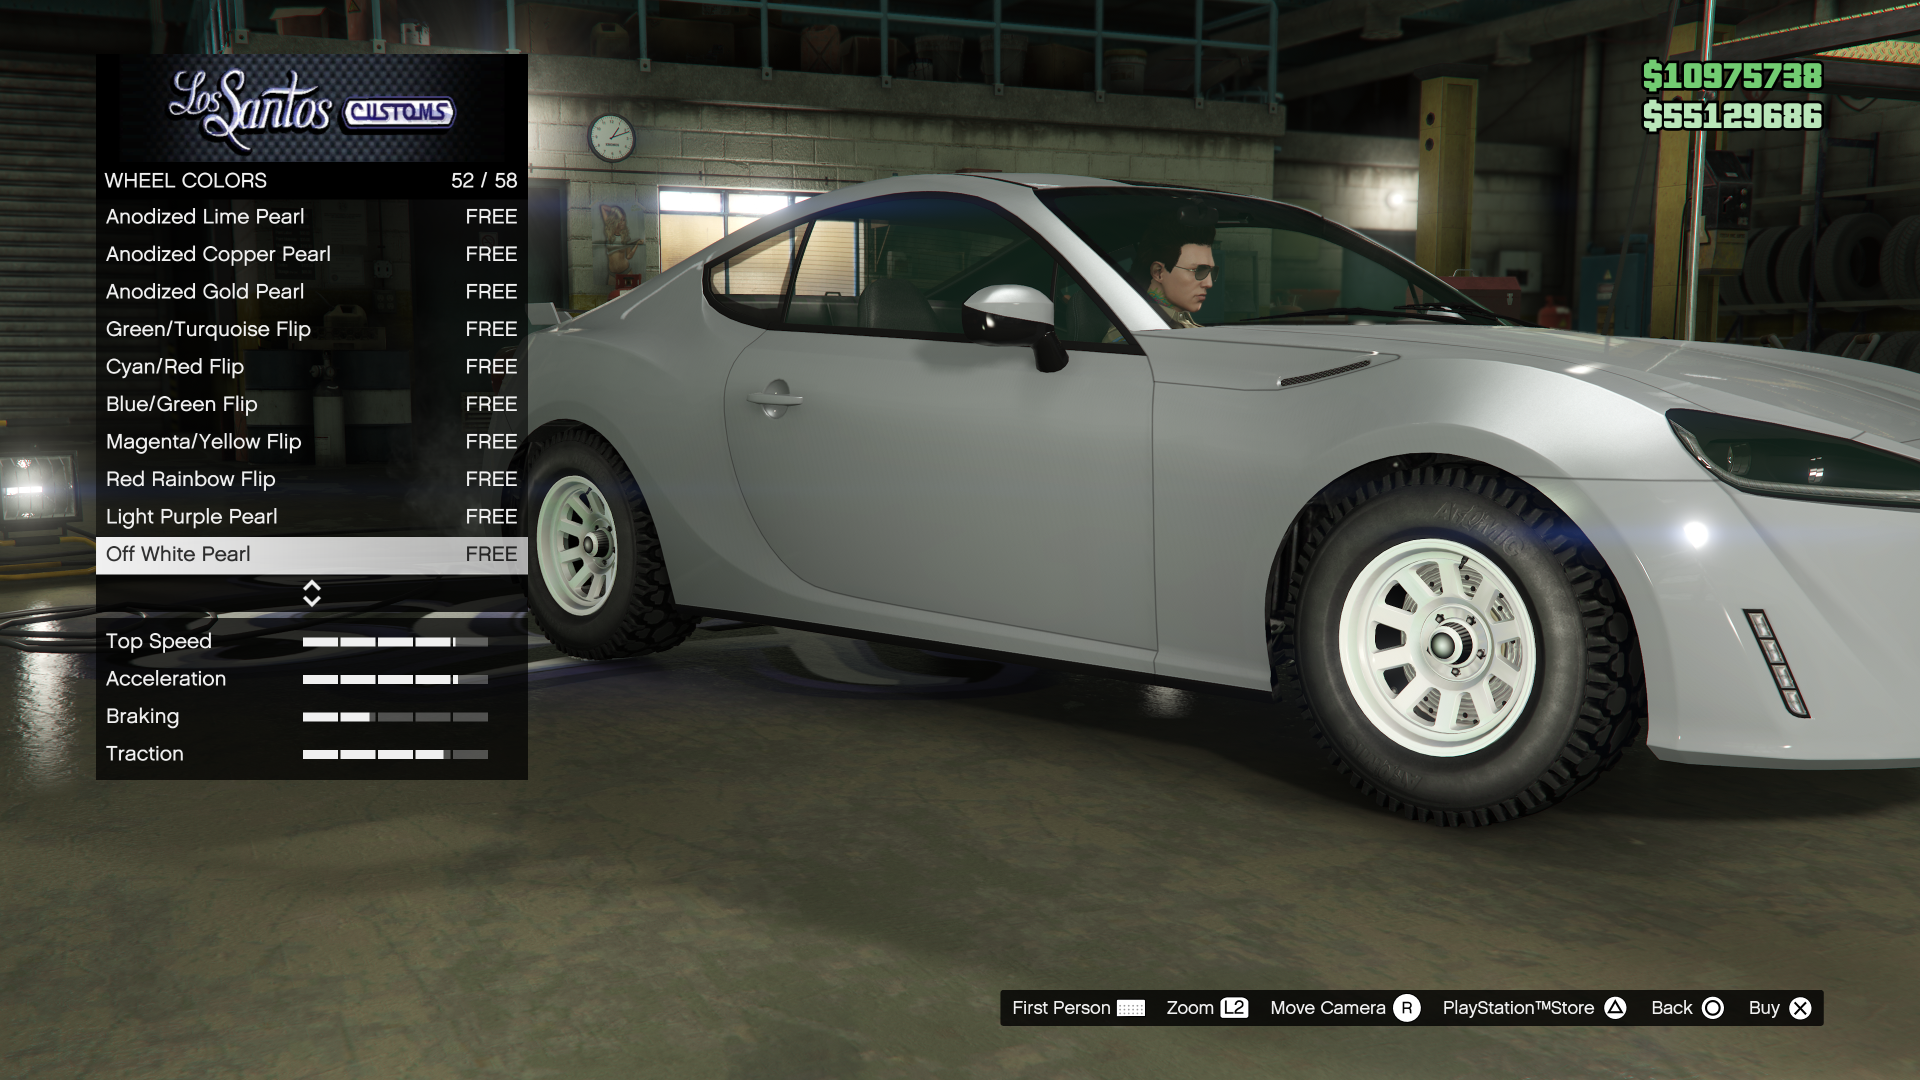 Los Santos CUSTOMS
WHEEL COLORS 52 / 58
Anodized Lime Pearl FREE
Anodized Copper Pearl FREE
Anodized Gold Pearl FREE
Green/Turquoise Flip FREE
Cyan/Red Flip FREE
Blue/Green Flip FREE
Magenta/Yellow Flip FREE
Red Rainbow Flip FREE
Light Purple Pearl FREE
Off White Pearl FREE
Top Speed
Acceleration
Braking
Traction
$10975738
$55129686
ATOMIC
First Person Zoom L2 Move Camera R PlayStation™Store Back Buy